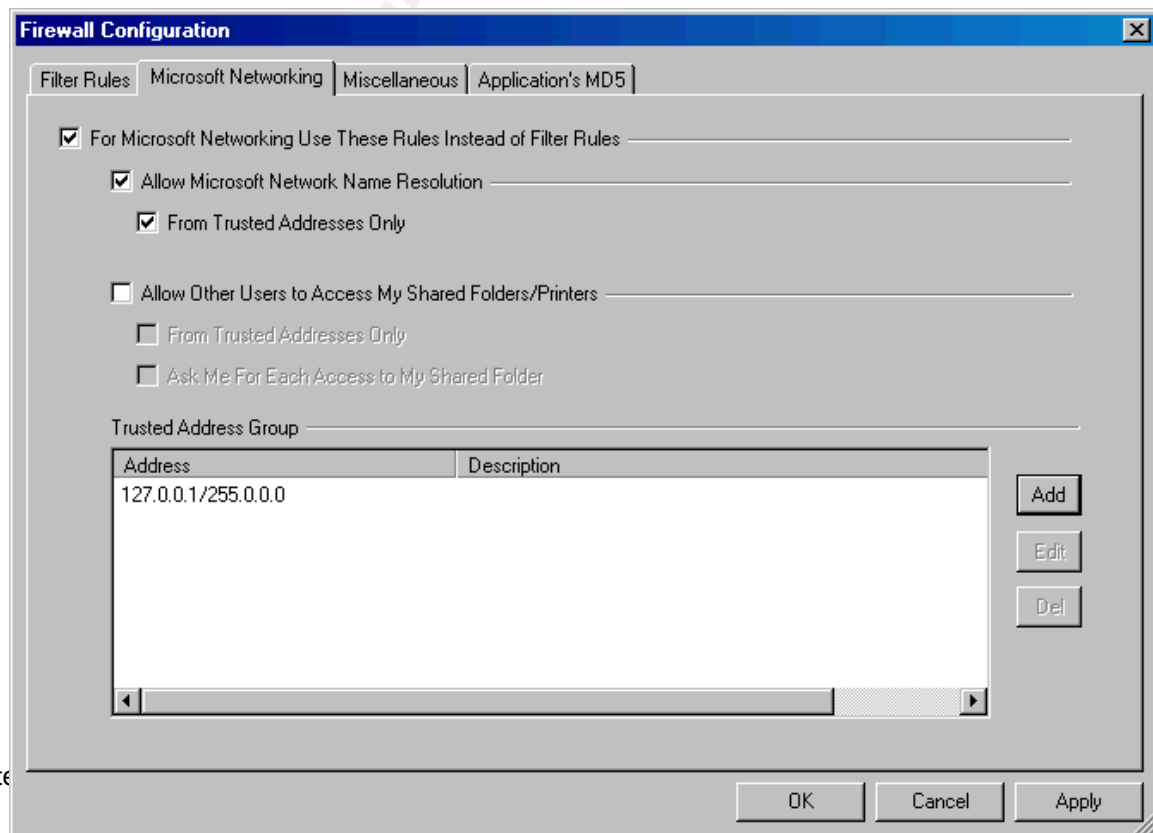 Firewall Configuration
Filter Rules Microsoft Networking Miscellaneous Application's MD5
For Microsoft Networking Use These Rules Instead of Filter Rules
Allow Microsoft Network Name Resolution
From Trusted Addresses Only
Allow Other Users to Access My Shared Folders/Printers
From Trusted Addresses Only
Ask Me For Each Access to My Shared Folder
Trusted Address Group
Address Description
127.0.0.1/255.0.0.0
Add
Edit
Del
OK Cancel Apply